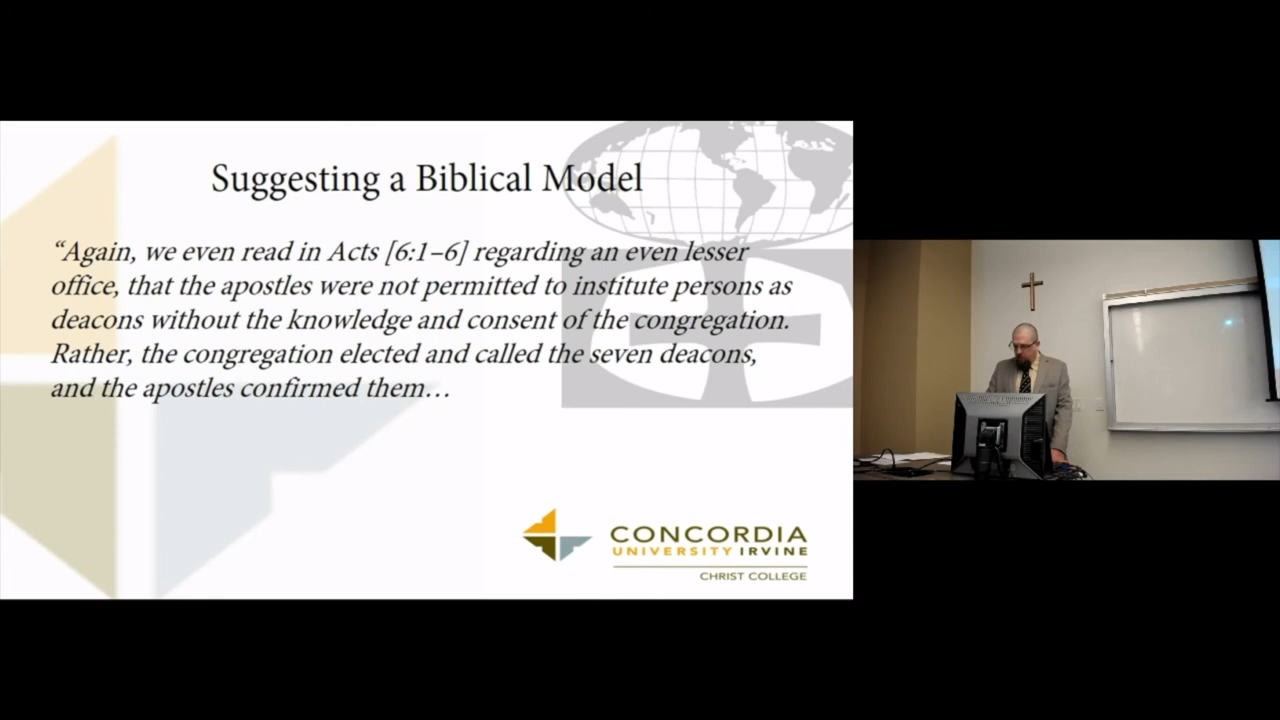 Suggesting a Biblical Model
“Again, we even read in Acts [6:1–6] regarding an even lesser
office, that the apostles were not permitted to institute persons as
deacons without the knowledge and consent of the congregation.
Rather, the congregation elected and called the seven deacons,
and the apostles confirmed them…
CONCORDIA
UNIVERSITY IRVINE
CHRIST COLLEGE